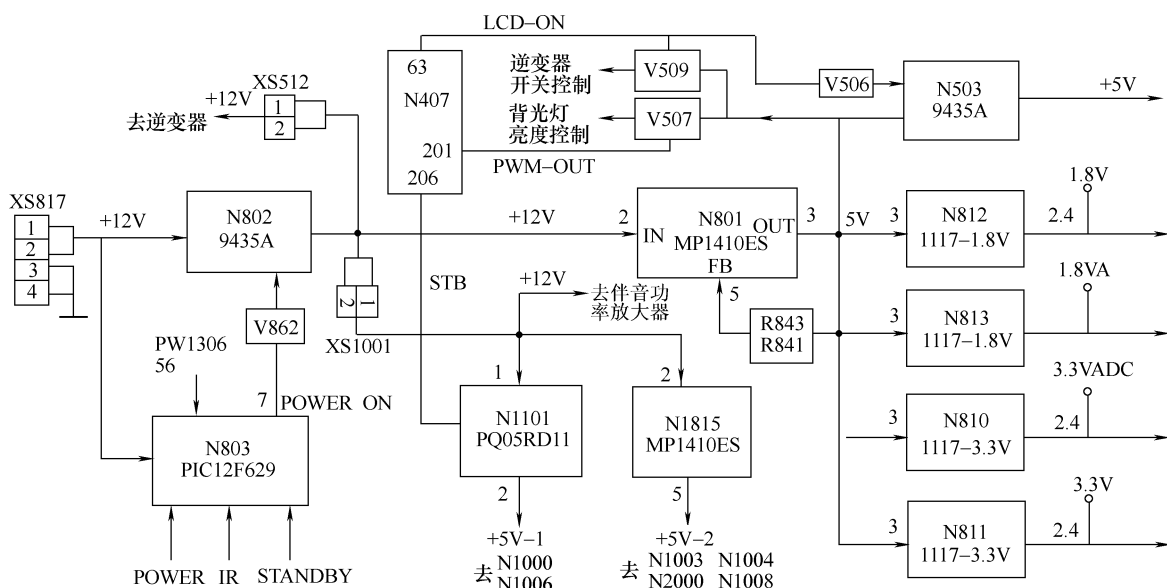 LCD-ON
63
N407
201
206
逆变器
开关控制
背光灯
亮度控制
V509
V507
PWM-OUT
V506
N503
9435A
+5V
XS512
+12V
1
2
去逆变器
XS817
1
2
3
4
+12V
N802
9435A
V862
PW1306
56
7
POWER ON
N803
PIC12F629
POWER IR STANDBY
STB
1
2
XS1001
+12V
+12V
去伴音功
率放大器
2
N801
IN
OUT
MP1410ES
FB
3
5
5V
R843
R841
1
N1101
PQ05RD11
2
+5V-1
去 N1000
N1006
2
N1815
MP1410ES
5
+5V-2
去 N1003 N1004
N2000 N1008
3
N812
1117-1.8V
2.4
1.8V
3
N813
1117-1.8V
1.8VA
3
N810
1117-3.3V
2.4
3.3VADC
3
N811
1117-3.3V
2.4
3.3V